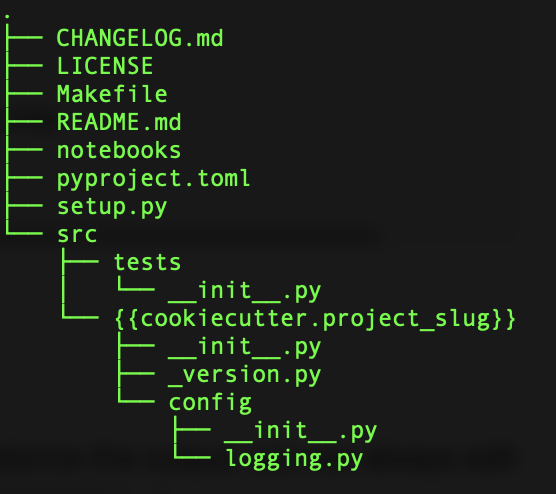 .
├── CHANGELOG.md
├── LICENSE
├── Makefile
├── README.md
├── notebooks
├── pyproject.toml
├── setup.py
└── src
    ├── tests
    │   └── __init__.py
    └── {{cookiecutter.project_slug}}
        ├── __init__.py
        ├── _version.py
        └── config
            ├── __init__.py
            └── logging.py